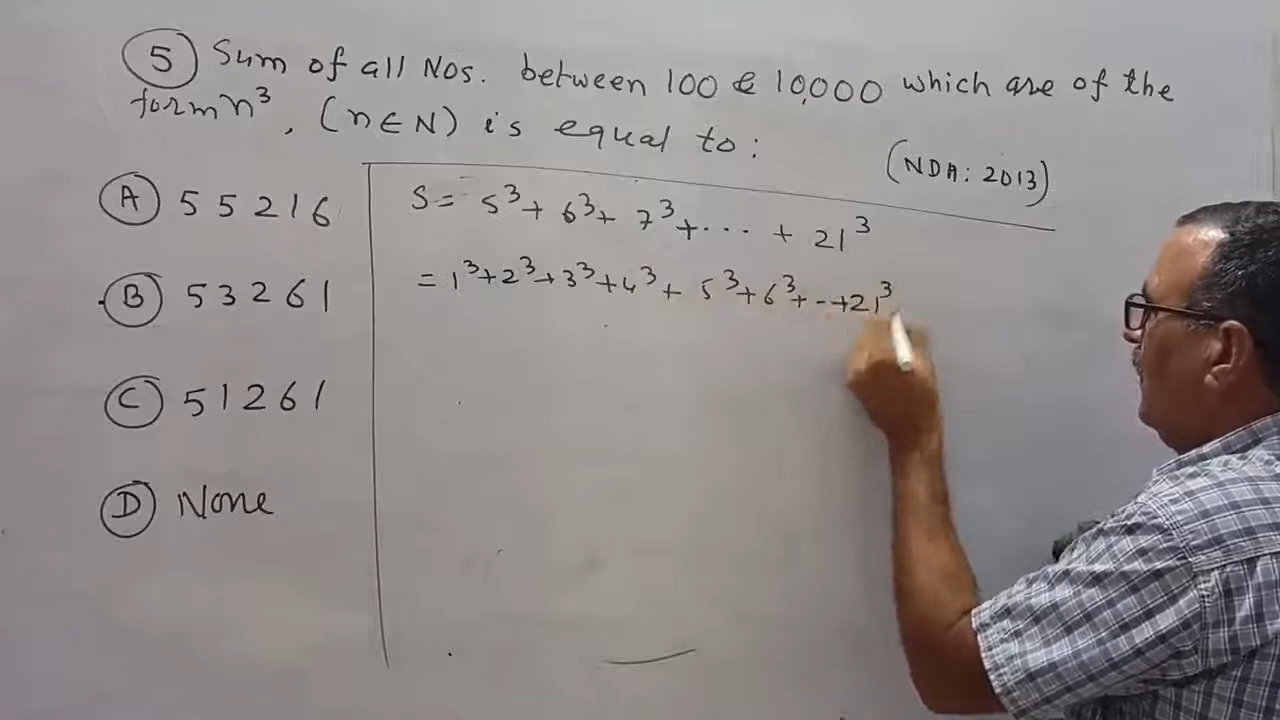 5 Sum of all Nos. between 100 & 10,000 which are of the
form n³, (n∈N) is equal to:
(NDA: 2013)
A 55216
B 53261
C 51261
D None
S = 5³ + 6³ + 7³ + ... + 21³
= 1³+2³+3³+4³ + 5³+6³+--+21³